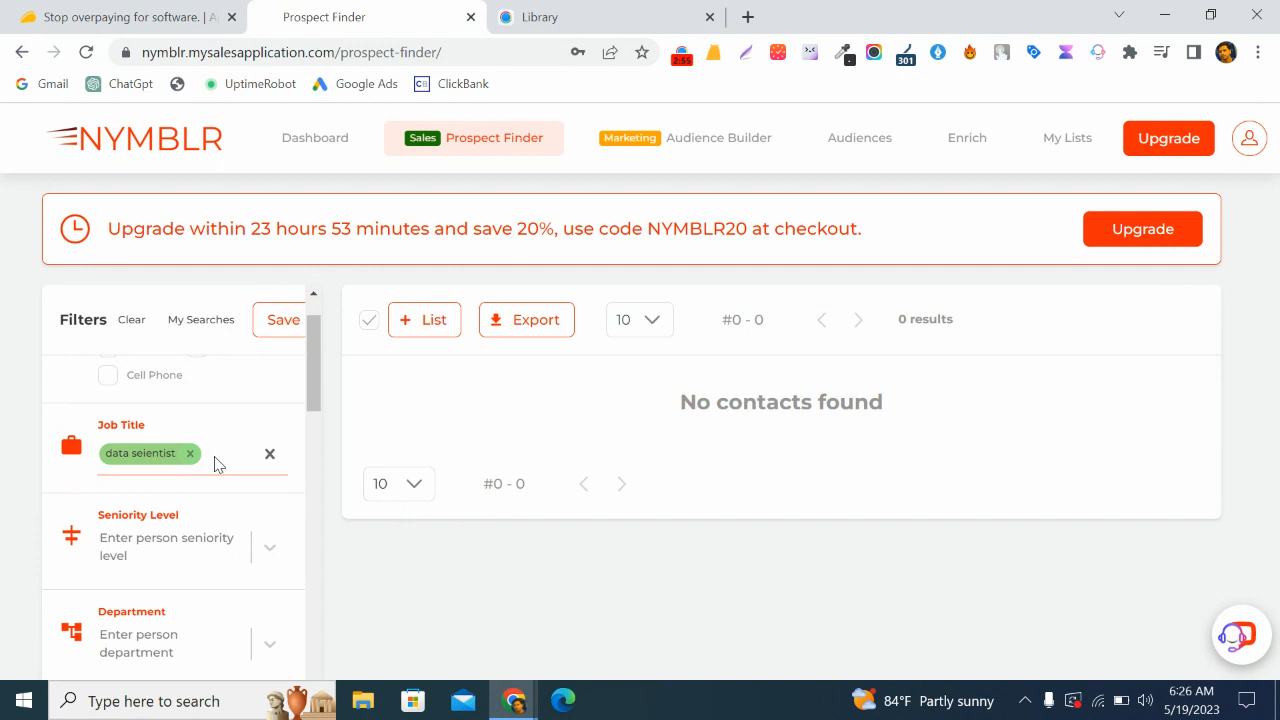 Stop overpaying for software. | A
Prospect Finder
Library
nymblr.mysalesapplication.com/prospect-finder/
2:55
301
Gmail
ChatGPT
UptimeRobot
Google Ads
CB
ClickBank
NYMBLR
Dashboard
Sales Prospect Finder
Marketing Audience Builder
Audiences
Enrich
My Lists
Upgrade
Upgrade within 23 hours 53 minutes and save 20%, use code NYMBLR20 at checkout.
Upgrade
Filters
Clear
My Searches
Save
+ List
Export
10
#0 - 0
0 results
Cell Phone
No contacts found
Job Title
data seientist
10
#0 - 0
Seniority Level
Enter person seniority
level
Department
Enter person
department
Type here to search
84°F Partly sunny
6:26 AM
5/19/2023